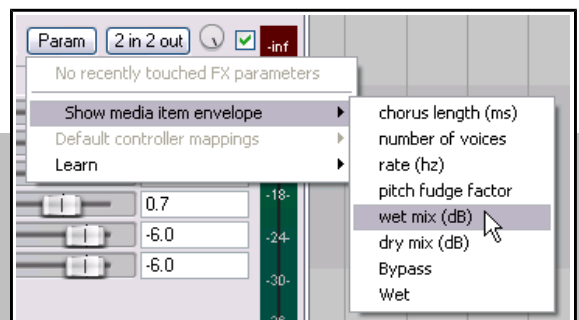 Param 2 in 2 out -inf
No recently touched FX parameters
Show media item envelope
Default controller mappings
Learn
chorus length (ms)
number of voices
rate (hz)
pitch fudge factor
wet mix (dB)
dry mix (dB)
Bypass
Wet
0.7 -18-
-6.0 -24-
-6.0 -30-